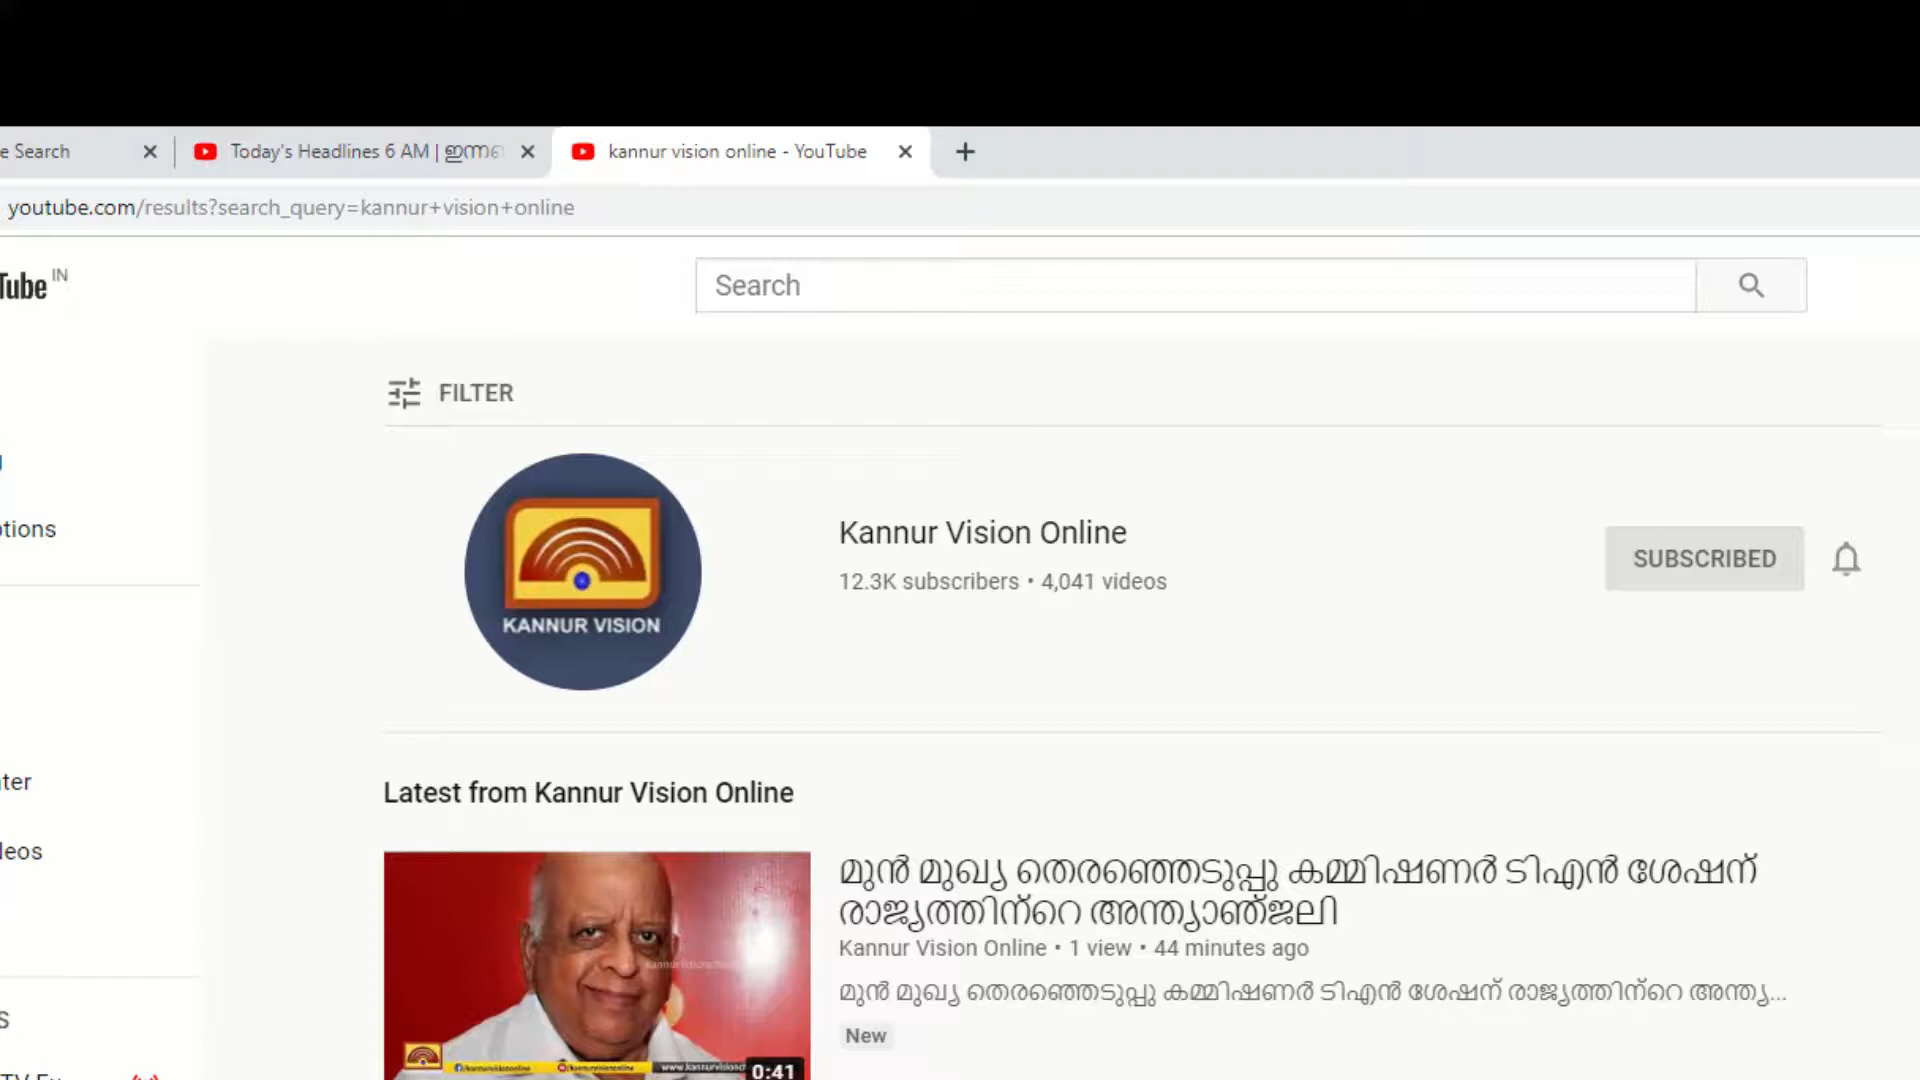 e Search
Today's Headlines 6 AM | ഇന്നത്
kannur vision online - YouTube
youtube.com/results?search_query=kannur+vision+online
Tube IN
Search
FILTER
KANNUR VISION
Kannur Vision Online
12.3K subscribers • 4,041 videos
SUBSCRIBED
ptions
Latest from Kannur Vision Online
മുൻ മുഖ്യ തെരഞ്ഞെടുപ്പു കമ്മിഷണർ ടിഎൻ ശേഷന്
രാജ്യത്തിന്റെ അന്ത്യാഞ്ജലി
Kannur Vision Online • 1 view • 44 minutes ago
മുൻ മുഖ്യ തെരഞ്ഞെടുപ്പു കമ്മിഷണർ ടിഎൻ ശേഷന് രാജ്യത്തിന്റെ അന്ത്യ...
New
ter
leos
S
0:41